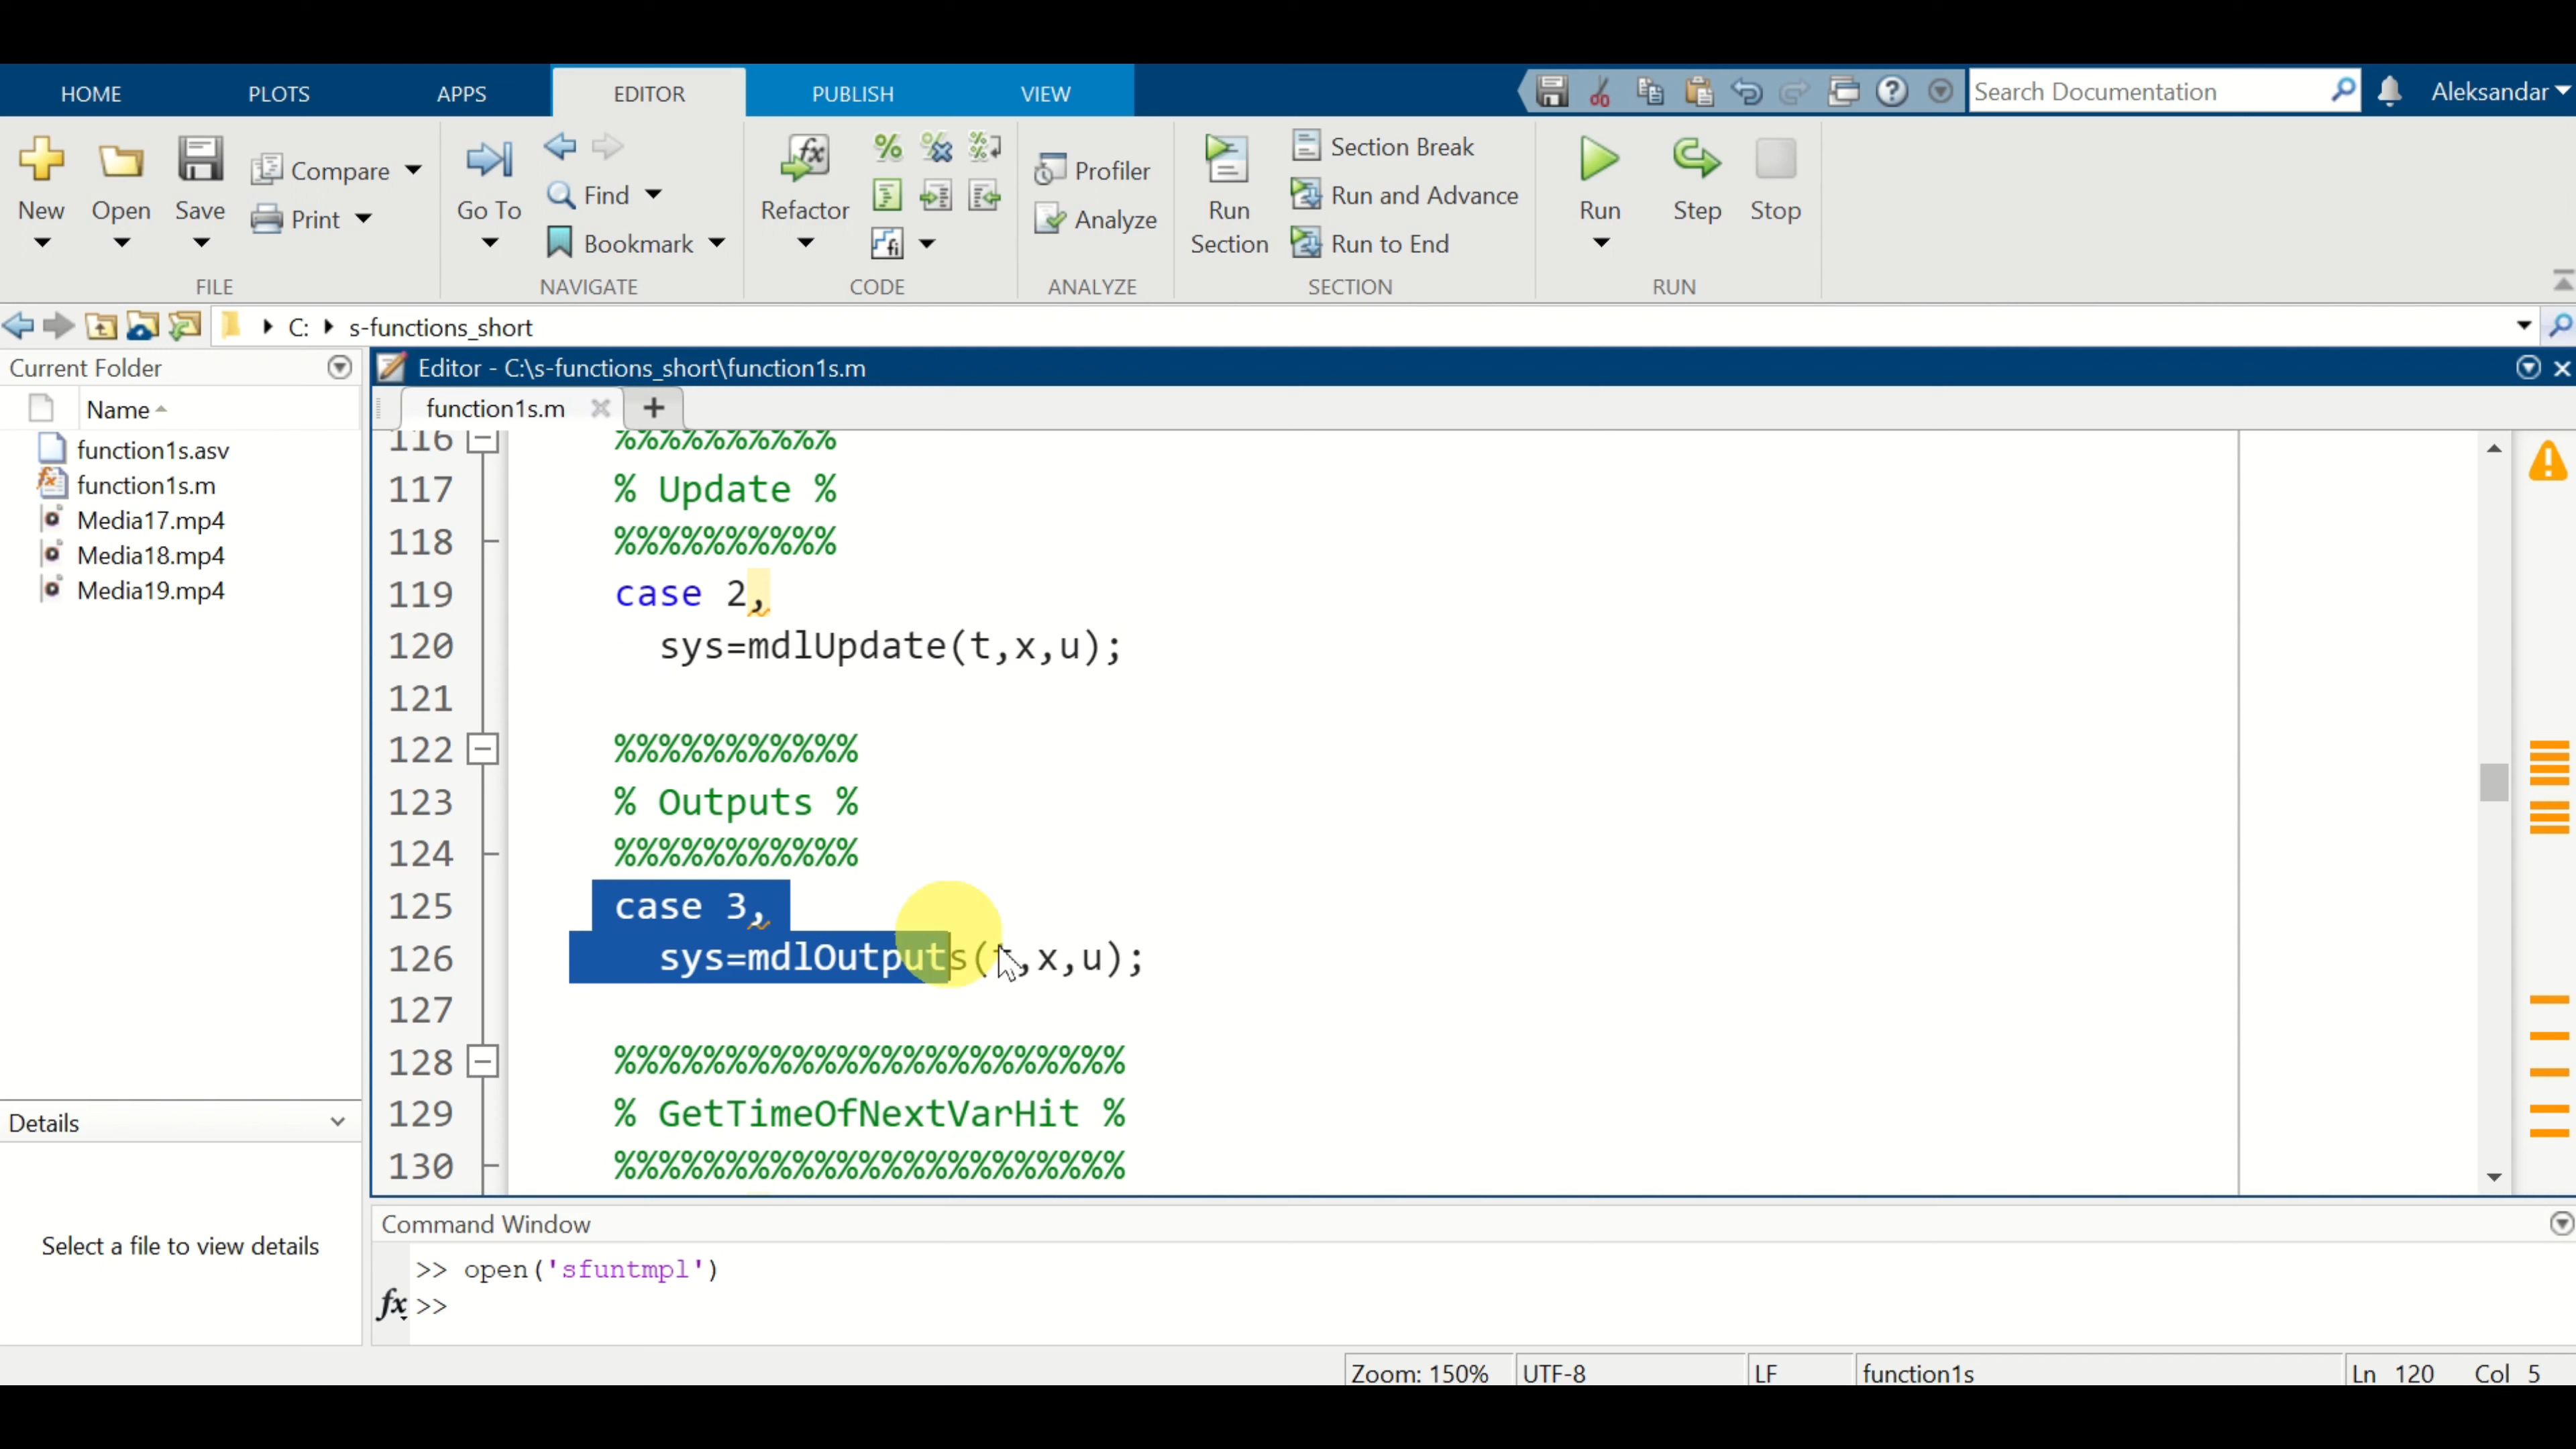 HOME PLOTS APPS EDITOR PUBLISH VIEW Search Documentation Aleksandar
New Open Save Compare Print FILE
Go To Find Bookmark NAVIGATE
Refactor CODE
Profiler Analyze ANALYZE
Run Section Section Break Run and Advance Run to End SECTION
Run Step Stop RUN
C: s-functions_short
Current Folder
Name
function1s.asv
function1s.m
Media17.mp4
Media18.mp4
Media19.mp4
Details
Select a file to view details
Editor - C:\s-functions_short\function1s.m
function1s.m
116 %%%%%%%%%%
117 % Update %
118 %%%%%%%%%%
119 case 2,
120 sys=mdlUpdate(t,x,u);
121
122 %%%%%%%%%%%
123 % Outputs %
124 %%%%%%%%%%%
125 case 3,
126 sys=mdlOutputs(t,x,u);
127
128 %%%%%%%%%%%%%%%%%%%%%%%
129 % GetTimeOfNextVarHit %
130 %%%%%%%%%%%%%%%%%%%%%%%
Command Window
>> open('sfuntmpl')
fx >>
Zoom: 150% UTF-8 LF function1s Ln 120 Col 5